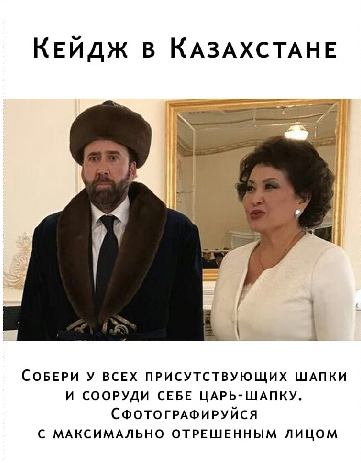 Кейдж в Казахстане
Собери у всех присутствующих шапки
и сооруди себе царь-шапку.
Сфотографируйся
с максимально отрешенным лицом